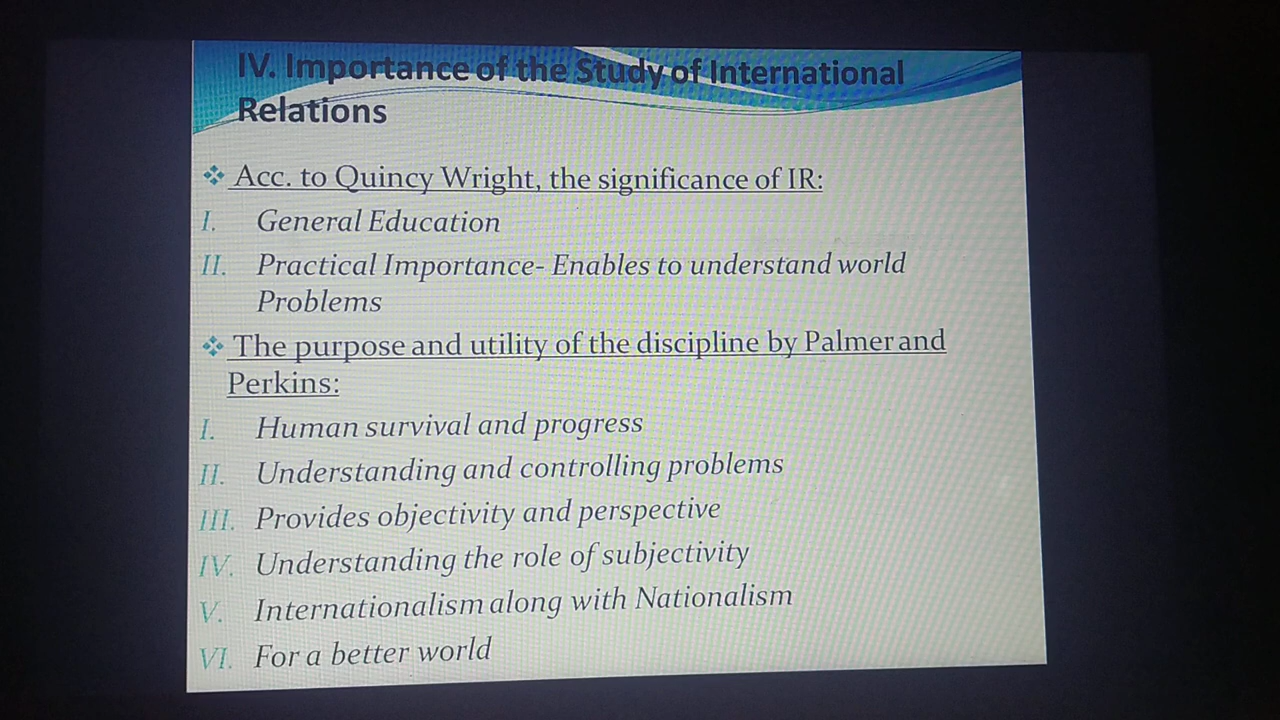 IV. Importance of the Study of International
Relations
❖ Acc. to Quincy Wright, the significance of IR:
I. General Education
II. Practical Importance- Enables to understand world
Problems
❖ The purpose and utility of the discipline by Palmer and
Perkins:
I. Human survival and progress
II. Understanding and controlling problems
III. Provides objectivity and perspective
IV. Understanding the role of subjectivity
V. Internationalism along with Nationalism
VI. For a better world